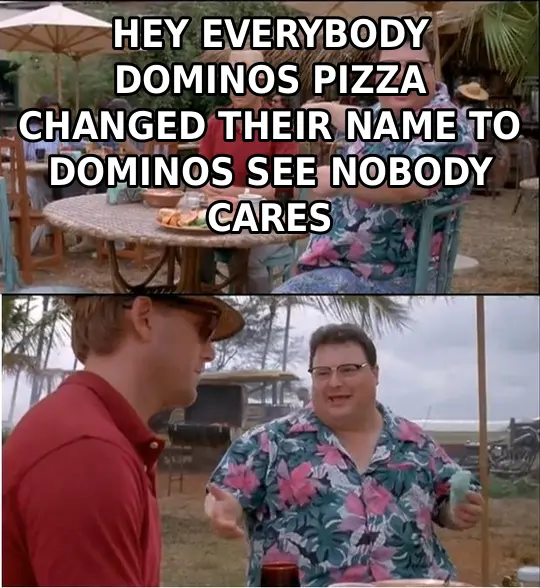 HEY EVERYBODY
DOMINOS PIZZA
CHANGED THEIR NAME TO
DOMINOS SEE NOBODY
CARES